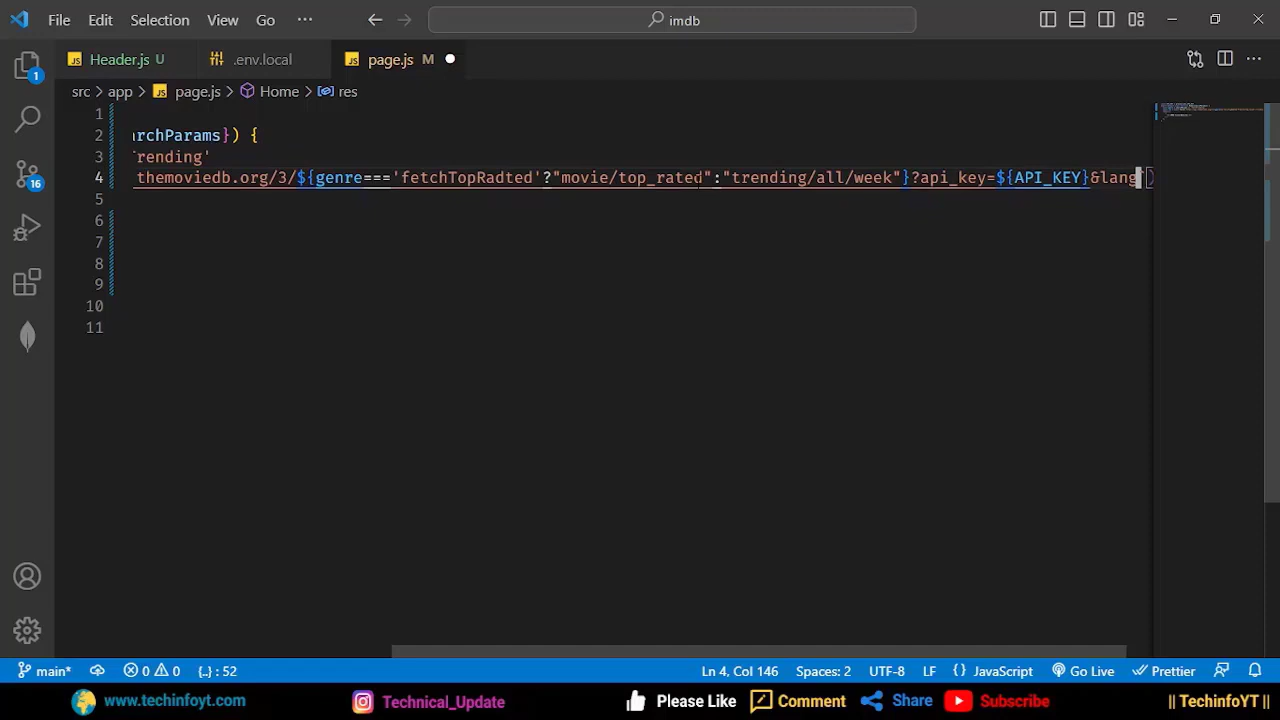 File Edit Selection View Go ··· imdb
Header.js U .env.local page.js M
src > app > page.js > Home > res
1
2 rchParams}) {
3 rending'
4 themoviedb.org/3/${genre==='fetchTopRadted'?"movie/top_rated":"trending/all/week"}?api_key=${API_KEY}&lang`)
5
6
7
8
9
10
11
1
16
main* 0 0 {..} : 52 Ln 4, Col 146 Spaces: 2 UTF-8 LF {} JavaScript Go Live Prettier
www.techinfoyt.com Technical_Update Please Like Comment Share Subscribe || TechinfoYT ||